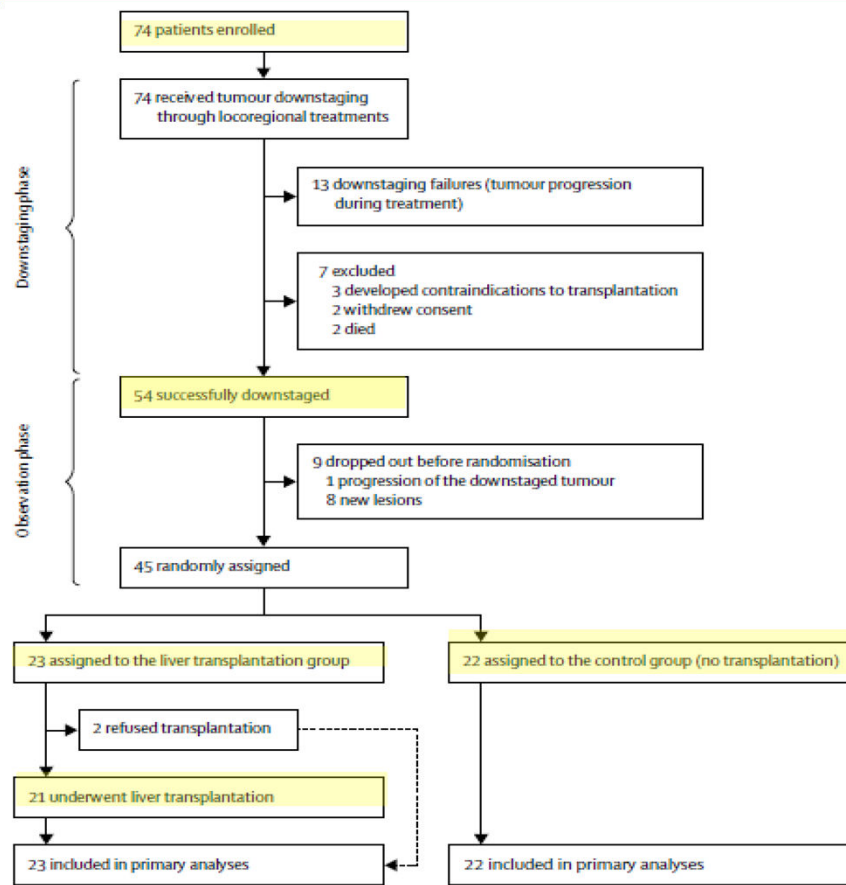 74 patients enrolled
74 received tumour downstaging
through locoregional treatments
Downstaging phase
13 downstaging failures (tumour progression
during treatment)
7 excluded
3 developed contraindications to transplantation
2 withdrew consent
2 died
54 successfully downstaged
Observation phase
9 dropped out before randomisation
1 progression of the downstaged tumour
8 new lesions
45 randomly assigned
23 assigned to the liver transplantation group
22 assigned to the control group (no transplantation)
2 refused transplantation
21 underwent liver transplantation
23 included in primary analyses
22 included in primary analyses